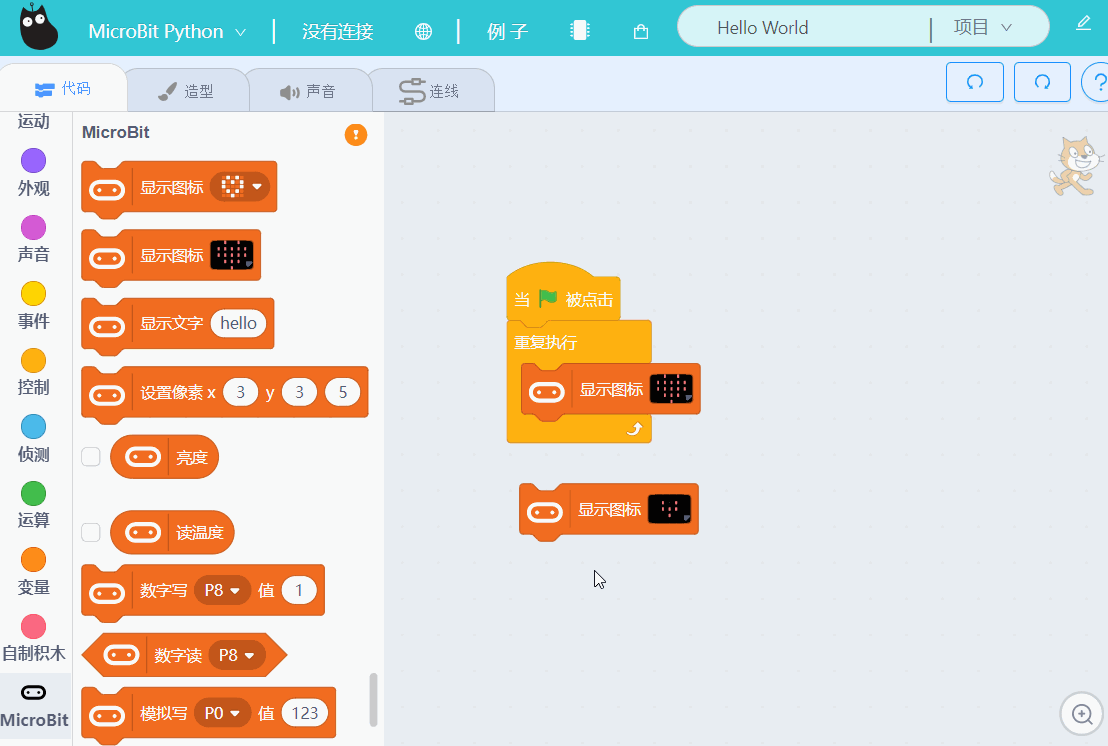 MicroBit Python
没有连接
例子
Hello World
项目
代码
造型
声音
连线
?
运动
外观
声音
事件
控制
侦测
运算
变量
自制积木
MicroBit
MicroBit
显示图标
显示图标
显示文字 hello
设置像素 x 3 y 3 5
亮度
读温度
数字写 P8 值 1
数字读 P8
模拟写 P0 值 123
当 被点击
重复执行
显示图标
显示图标